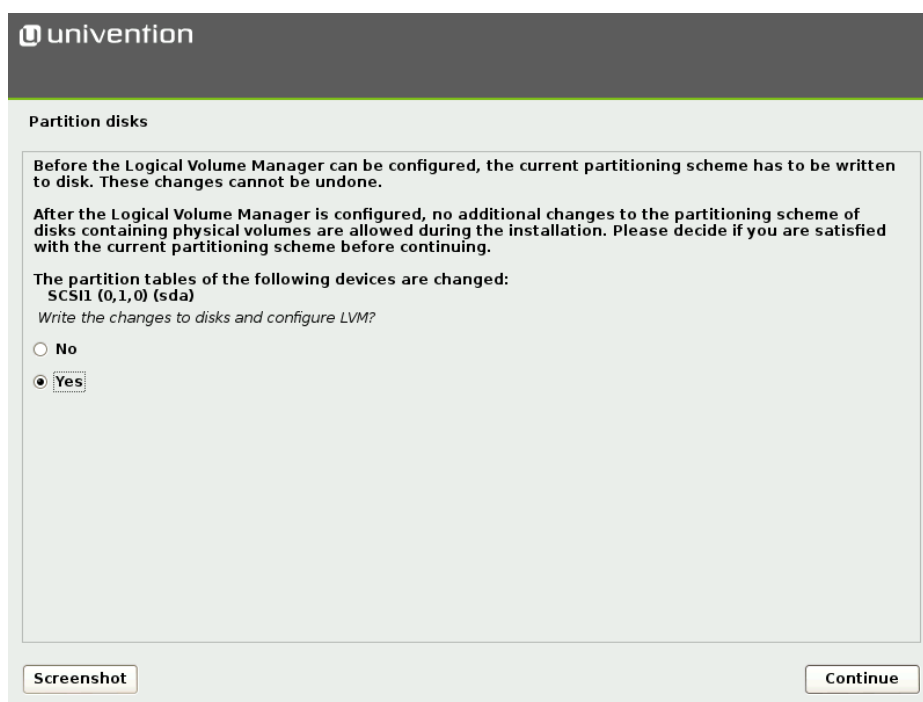 univention
Partition disks
Before the Logical Volume Manager can be configured, the current partitioning scheme has to be written
to disk. These changes cannot be undone.
After the Logical Volume Manager is configured, no additional changes to the partitioning scheme of
disks containing physical volumes are allowed during the installation. Please decide if you are satisfied
with the current partitioning scheme before continuing.
The partition tables of the following devices are changed:
SCSI1 (0,1,0) (sda)
Write the changes to disks and configure LVM?
No
Yes
Screenshot
Continue